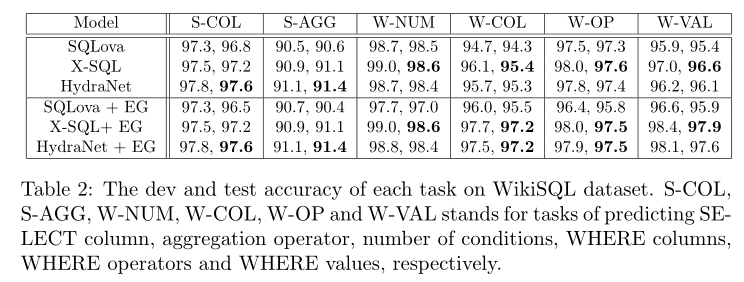 Model S-COL S-AGG W-NUM W-COL W-OP W-VAL
SQLova 97.3, 96.8 90.5, 90.6 98.7, 98.5 94.7, 94.3 97.5, 97.3 95.9, 95.4
X-SQL 97.5, 97.2 90.9, 91.1 99.0, 98.6 96.1, 95.4 98.0, 97.6 97.0, 96.6
HydraNet 97.8, 97.6 91.1, 91.4 98.7, 98.4 95.7, 95.3 97.8, 97.4 96.2, 96.1
SQLova + EG 97.3, 96.5 90.7, 90.4 97.7, 97.0 96.0, 95.5 96.4, 95.8 96.6, 95.9
X-SQL+ EG 97.5, 97.2 90.9, 91.1 99.0, 98.6 97.7, 97.2 98.0, 97.5 98.4, 97.9
HydraNet + EG 97.8, 97.6 91.1, 91.4 98.8, 98.4 97.5, 97.2 97.9, 97.5 98.1, 97.6
Table 2: The dev and test accuracy of each task on WikiSQL dataset. S-COL,
S-AGG, W-NUM, W-COL, W-OP and W-VAL stands for tasks of predicting SE-
LECT column, aggregation operator, number of conditions, WHERE columns,
WHERE operators and WHERE values, respectively.